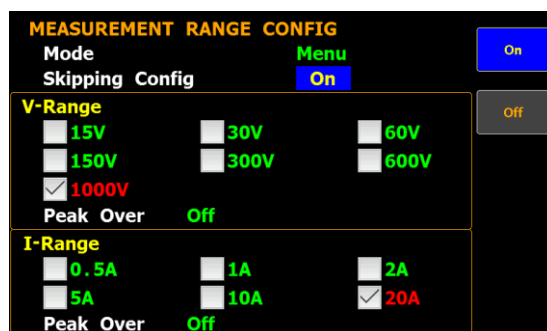 MEASUREMENT RANGE CONFIG
Mode Menu
Skipping Config On
On
Off
V-Range
15V 30V 60V
150V 300V 600V
1000V
Peak Over Off
I-Range
0.5A 1A 2A
5A 10A 20A
Peak Over Off